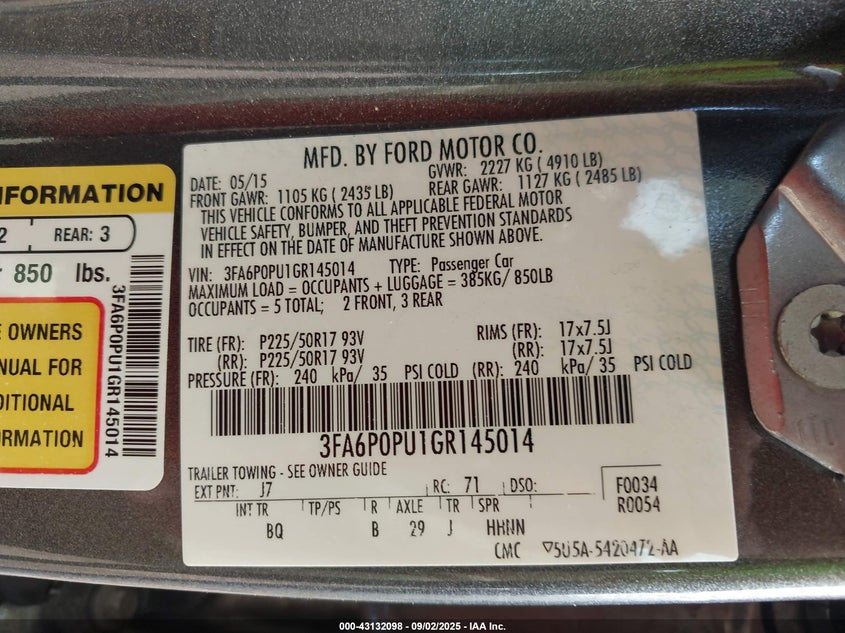 INFORMATION
2 REAR: 3
850 lbs.
OWNERS
MANUAL FOR
3FA6P0PU1GR145014
MFD. BY FORD MOTOR CO.
DATE: 05/15 GVWR: 2227 KG ( 4910 LB)
FRONT GAWR: 1105 KG ( 2435 LB) REAR GAWR: 1127 KG ( 2485 LB)
THIS VEHICLE CONFORMS TO ALL APPLICABLE FEDERAL MOTOR
VEHICLE SAFETY, BUMPER, AND THEFT PREVENTION STANDARDS
IN EFFECT ON THE DATE OF MANUFACTURE SHOWN ABOVE.
VIN: 3FA6P0PU1GR145014 TYPE: Passenger Car
MAXIMUM LOAD = OCCUPANTS + LUGGAGE = 385KG/ 850LB
OCCUPANTS = 5 TOTAL; 2 FRONT, 3 REAR
TIRE (FR): P225/50R17 93V RIMS (FR): 17x7.5J
(RR): P225/50R17 93V (RR): 17x7.5J
PRESSURE (FR): 240 kPa/ 35 PSI COLD (RR): 240 kPa/ 35 PSI COLD
3FA6P0PU1GR145014
TRAILER TOWING - SEE OWNER GUIDE
EXT PNT: J7 RC: 71 DSO: F0034
R0054
INT TR TP/PS R AXLE TR SPR
BQ B 29 J HHNN
CMC 5U5A-5420472-AA
000-43132098 - 09/02/2025 - IAA Inc.